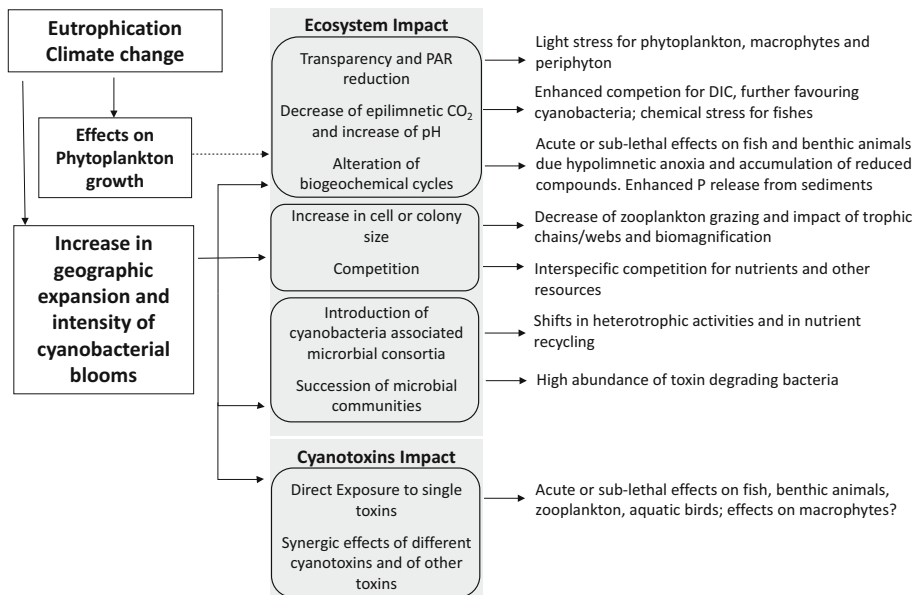 Eutrophication
Climate change
Effects on
Phytoplankton
growth
Increase in
geographic
expansion and
intensity of
cyanobacterial
blooms
Ecosystem Impact
Transparency and PAR
reduction
Decrease of epilimnetic CO₂
and increase of pH
Alteration of
biogeochemical cycles
Increase in cell or colony
size
Competition
Introduction of
cyanobacteria associated
microbial consortia
Succession of microbial
communities
Cyanotoxins Impact
Direct Exposure to single
toxins
Synergic effects of different
cyanotoxins and of other
toxins
Light stress for phytoplankton, macrophytes and
periphyton
Enhanced competion for DIC, further favouring
cyanobacteria; chemical stress for fishes
Acute or sub-lethal effects on fish and benthic animals
due hypolimnetic anoxia and accumulation of reduced
compounds. Enhanced P release from sediments
Decrease of zooplankton grazing and impact of trophic
chains/webs and biomagnification
Interspecific competition for nutrients and other
resources
Shifts in heterotrophic activities and in nutrient
recycling
High abundance of toxin degrading bacteria
Acute or sub-lethal effects on fish, benthic animals,
zooplankton, aquatic birds; effects on macrophytes?